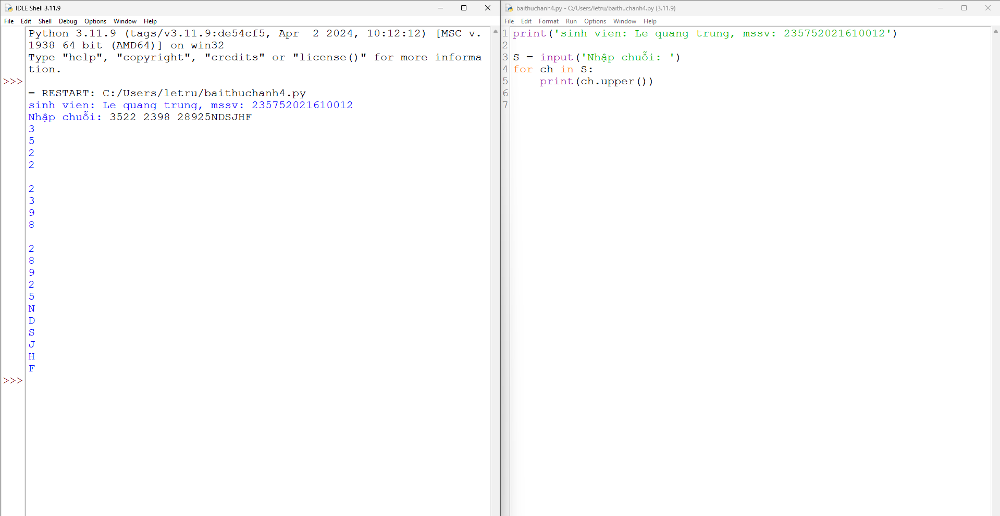 IDLE Shell 3.11.9
File Edit Shell Debug Options Window Help
Python 3.11.9 (tags/v3.11.9:de54cf5, Apr  2 2024, 10:12:12) [MSC v.
1938 64 bit (AMD64)] on win32
Type "help", "copyright", "credits" or "license()" for more informa
tion.
>>>
= RESTART: C:/Users/letru/baithuchanh4.py
sinh vien: Le quang trung, mssv: 235752021610012
Nhập chuỗi: 3522 2398 28925NDSJHF
3
5
2
2
2
3
9
8
2
8
9
2
5
N
D
S
J
H
F
>>>
baithuchanh4.py - C:/Users/letru/baithuchanh4.py (3.11.9)
File Edit Format Run Options Window Help
1 print('sinh vien: Le quang trung, mssv: 235752021610012')
2
3 S = input('Nhập chuỗi: ')
4 for ch in S:
5     print(ch.upper())
6
7